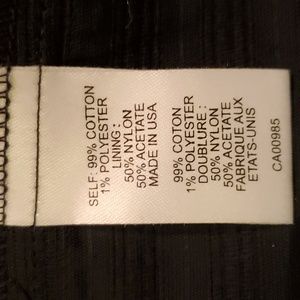 SELF: 99% COTTON
1% POLYESTER
LINING :
50% NYLON
50% ACETATE
MADE IN USA
99% COTON
1% POLYESTER
DOUBLURE :
50% NYLON
50% ACETATE
FABRIQUE AUX
ETATS-UNIS
CA00985